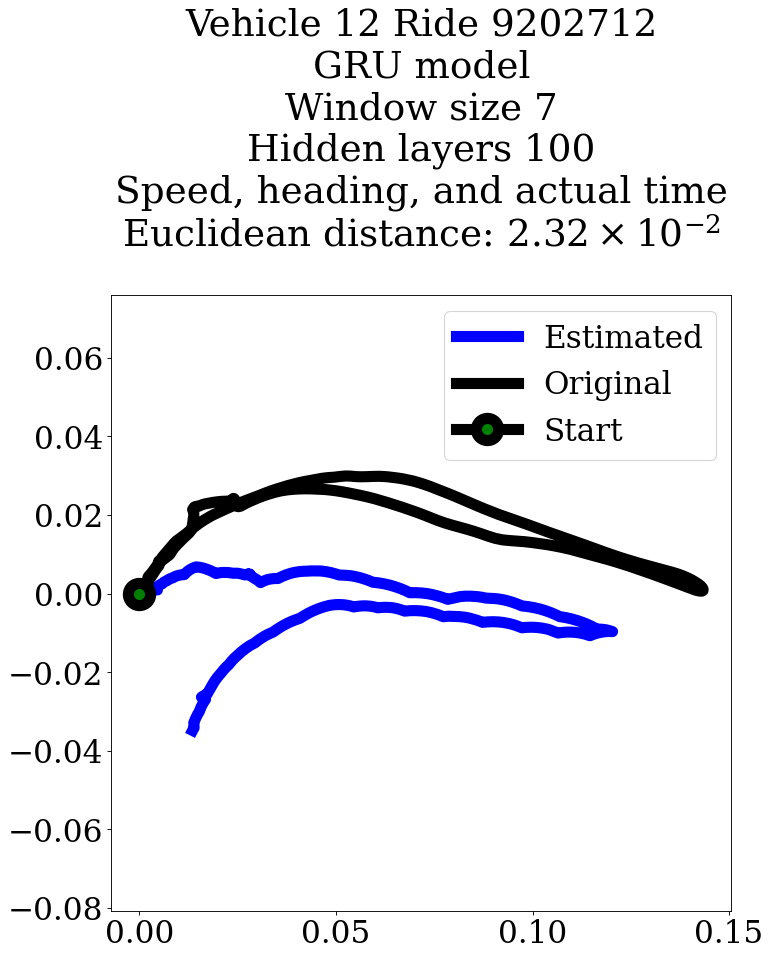 Vehicle 12 Ride 9202712
GRU model
Window size 7
Hidden layers 100
Speed, heading, and actual time
Euclidean distance: 2.32 × 10⁻²
Estimated
Original
Start
0.06
0.04
0.02
0.00
−0.02
−0.04
−0.06
−0.08
0.00 0.05 0.10 0.15